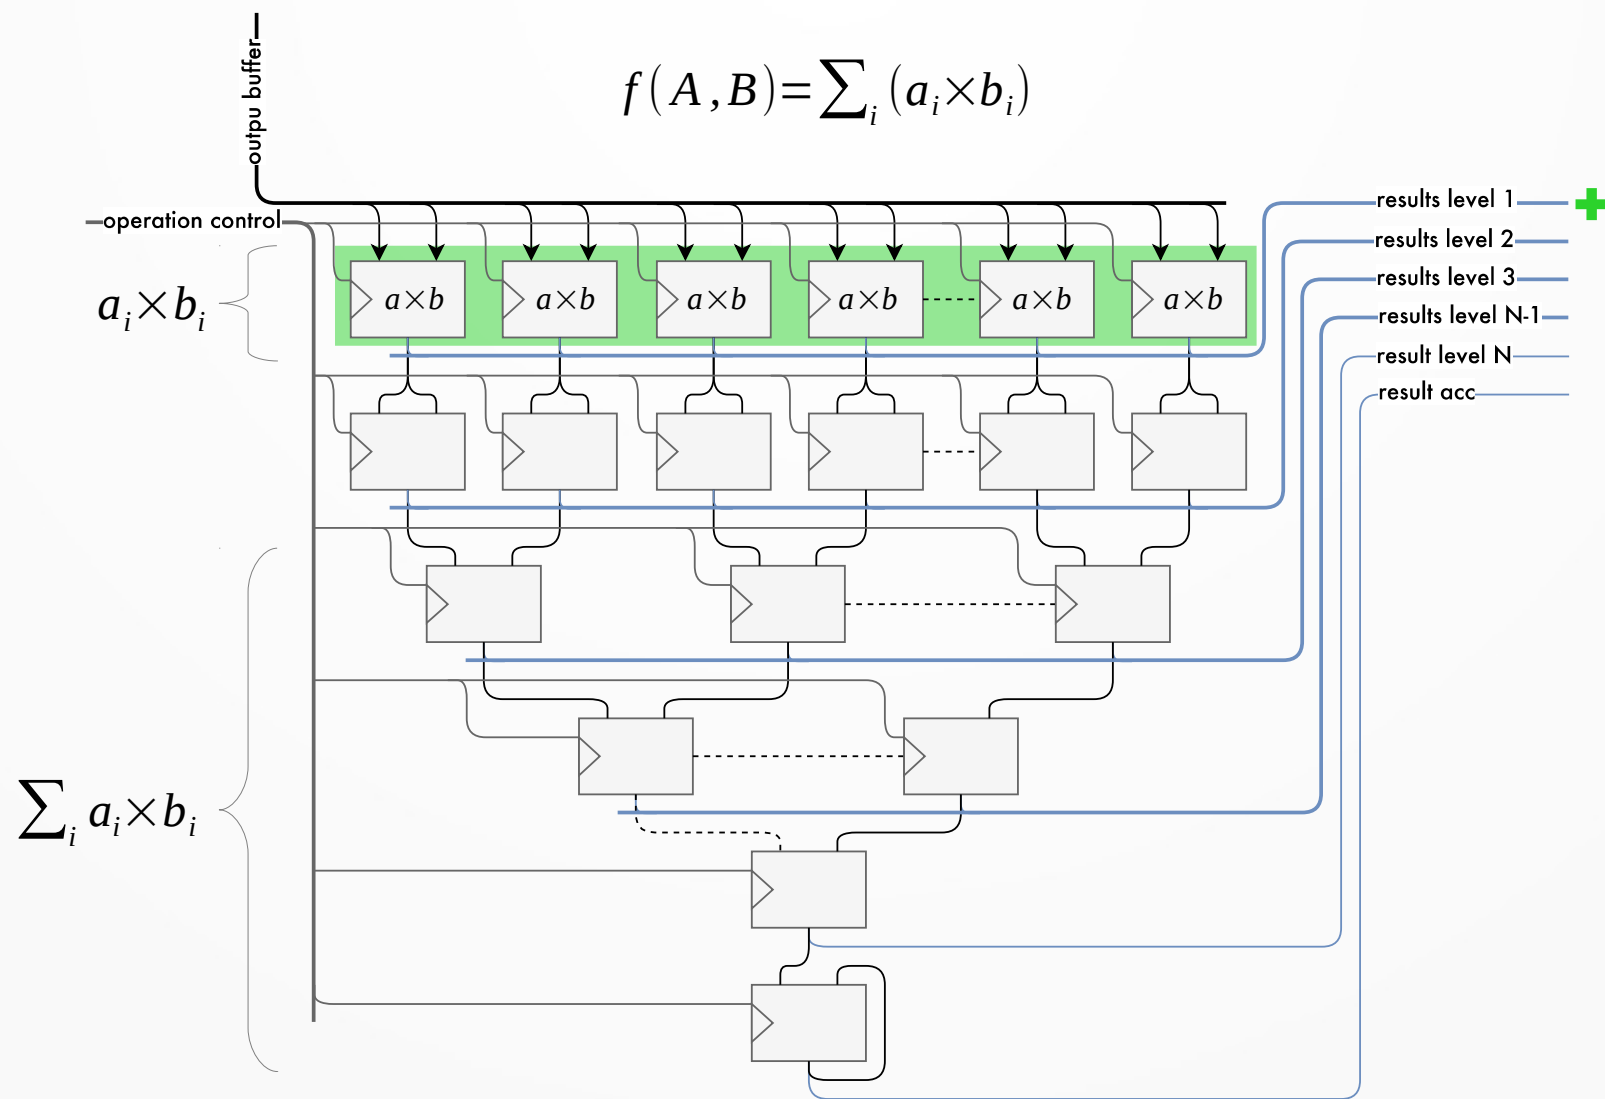 outpu buffer
f(A,B)=∑ᵢ(aᵢ×bᵢ)
operation control
results level 1
results level 2
results level 3
results level N-1
result level N
result acc
aᵢ×bᵢ
a×b
a×b
a×b
a×b
a×b
a×b
∑ᵢ aᵢ×bᵢ